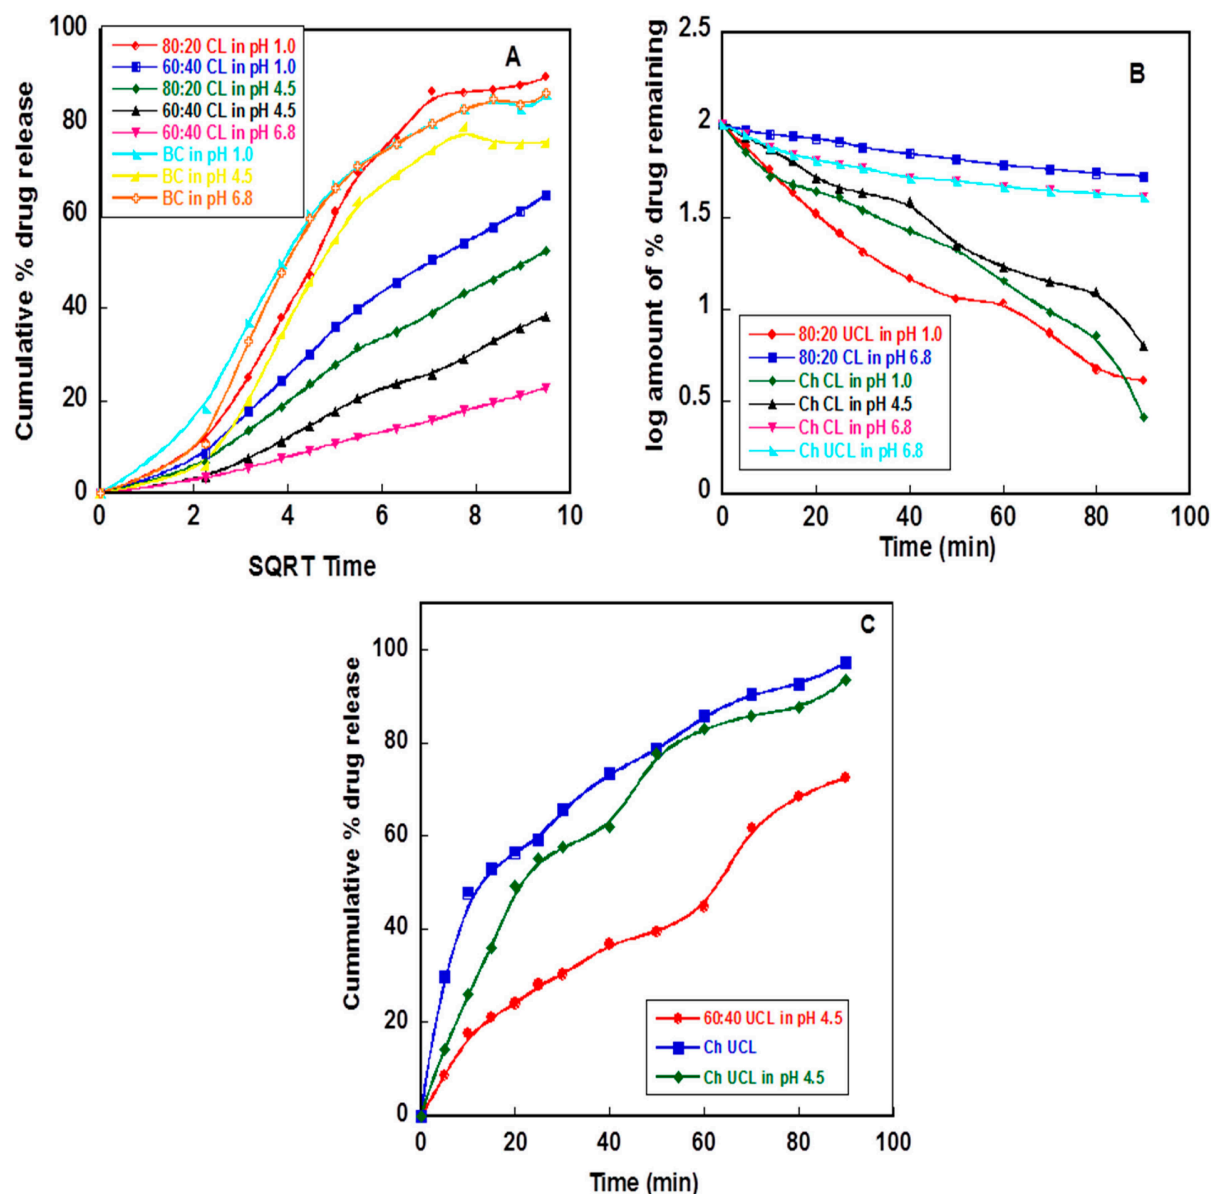 A
Cumulative % drug release
100
80
60
40
20
0
80:20 CL in pH 1.0
60:40 CL in pH 1.0
80:20 CL in pH 4.5
60:40 CL in pH 4.5
60:40 CL in pH 6.8
BC in pH 1.0
BC in pH 4.5
BC in pH 6.8
0 2 4 6 8 10
SQRT Time
B
log amount of % drug remaining
2.5
2
1.5
1
0.5
0
80:20 UCL in pH 1.0
80:20 CL in pH 6.8
Ch CL in pH 1.0
Ch CL in pH 4.5
Ch CL in pH 6.8
Ch UCL in pH 6.8
0 20 40 60 80 100
Time (min)
C
Cummulative % drug release
100
80
60
40
20
0
60:40 UCL in pH 4.5
Ch UCL
Ch UCL in pH 4.5
0 20 40 60 80 100
Time (min)